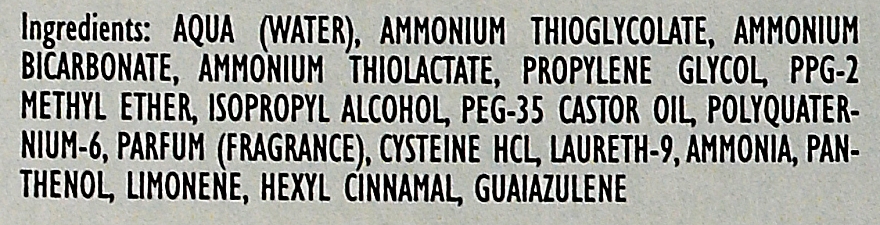 Ingredients: AQUA (WATER), AMMONIUM THIOGLYCOLATE, AMMONIUM
BICARBONATE, AMMONIUM THIOLACTATE, PROPYLENE GLYCOL, PPG-2
METHYL ETHER, ISOPROPYL ALCOHOL, PEG-35 CASTOR OIL, POLYQUATER-
NIUM-6, PARFUM (FRAGRANCE), CYSTEINE HCL, LAURETH-9, AMMONIA, PAN-
THENOL, LIMONENE, HEXYL CINNAMAL, GUAIAZULENE